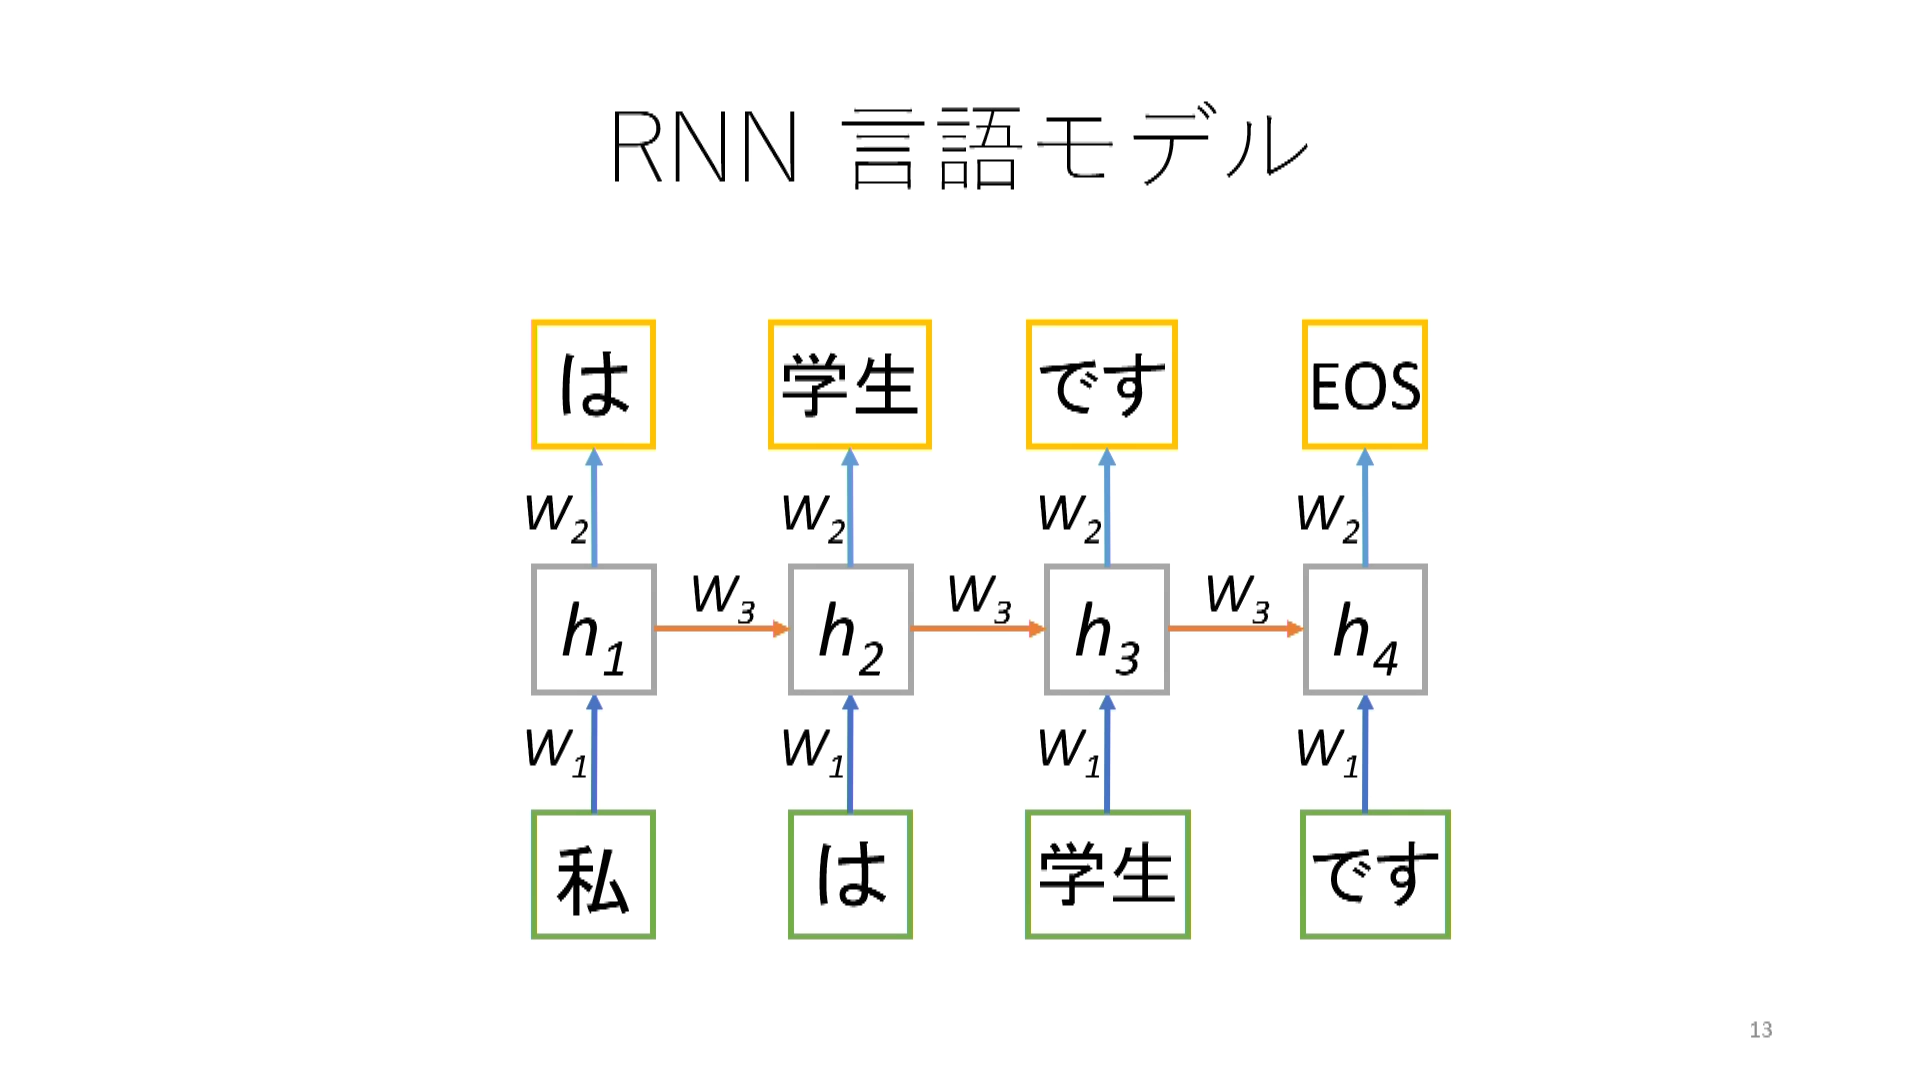 RNN 言語モデル
は 学生 です EOS
W2 W2 W2 W2
W3 W3 W3
h1 h2 h3 h4
W1 W1 W1 W1
私 は 学生 です
13